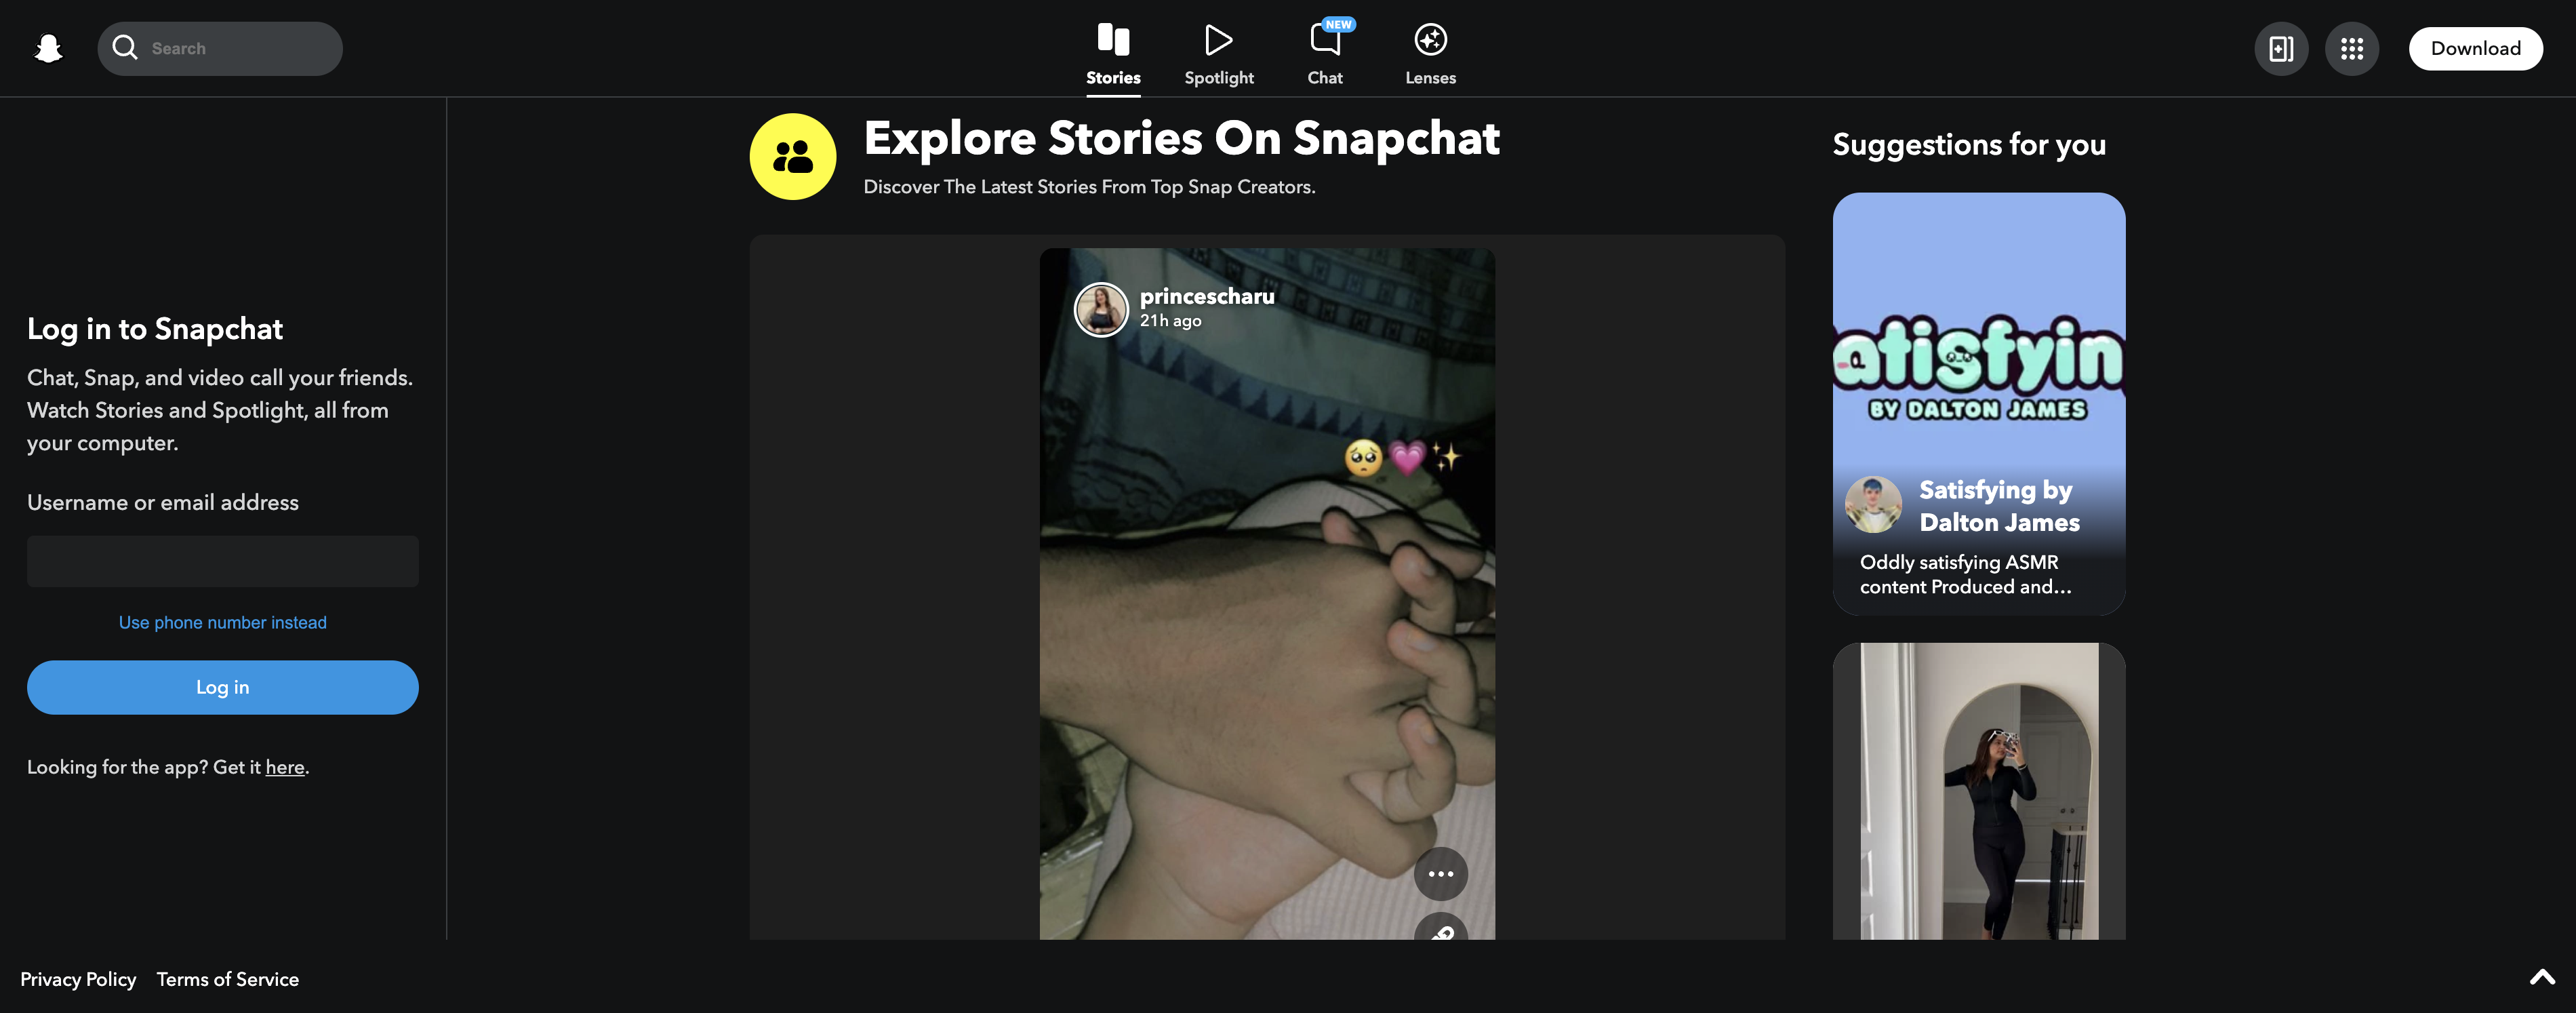 Search
Stories
Spotlight
NEW
Chat
Lenses
Download
Log in to Snapchat
Chat, Snap, and video call your friends.
Watch Stories and Spotlight, all from
your computer.
Username or email address
Use phone number instead
Log in
Looking for the app? Get it here.
Explore Stories On Snapchat
Discover The Latest Stories From Top Snap Creators.
princescharu
21h ago
🥺💗✨
Suggestions for you
atisfyin
BY DALTON JAMES
Satisfying by
Dalton James
Oddly satisfying ASMR
content Produced and...
Privacy Policy
Terms of Service